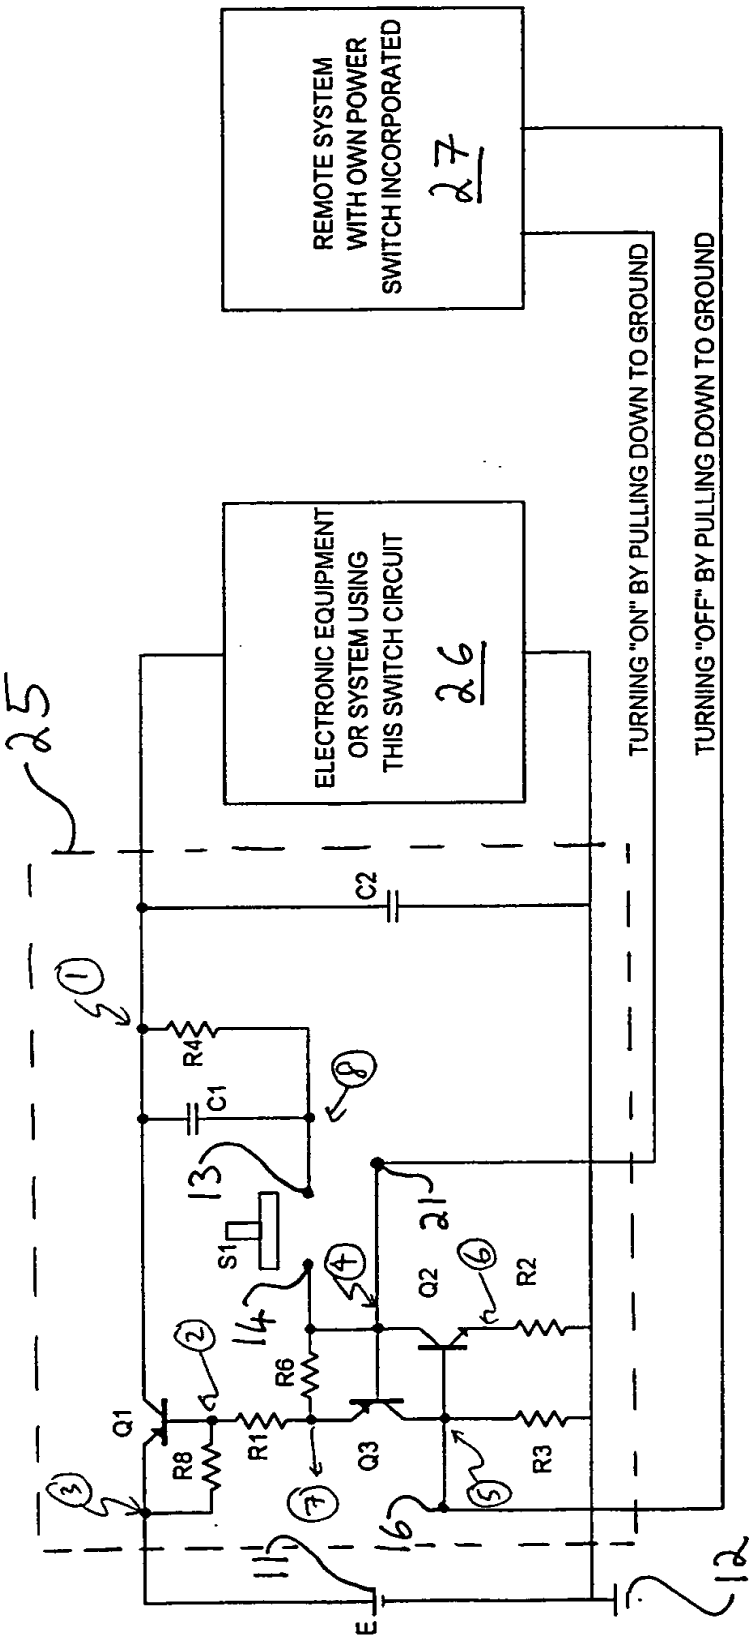 25
REMOTE SYSTEM
WITH OWN POWER
SWITCH INCORPORATED
27
ELECTRONIC EQUIPMENT
OR SYSTEM USING
THIS SWITCH CIRCUIT
26
TURNING "ON" BY PULLING DOWN TO GROUND
TURNING "OFF" BY PULLING DOWN TO GROUND
3
Q1
1
R8
2
R4
C1
C2
S1
13
8
R1
14
R6
4
7
Q3
21
Q2
6
11
E
16
5
R3
R2
12